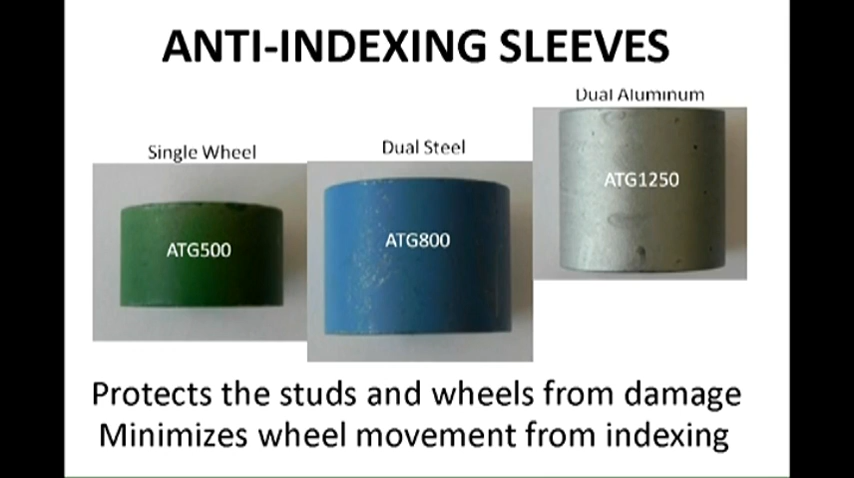 ANTI-INDEXING SLEEVES
Single Wheel
Dual Steel
Dual Aluminum
ATG500
ATG800
ATG1250
Protects the studs and wheels from damage
Minimizes wheel movement from indexing